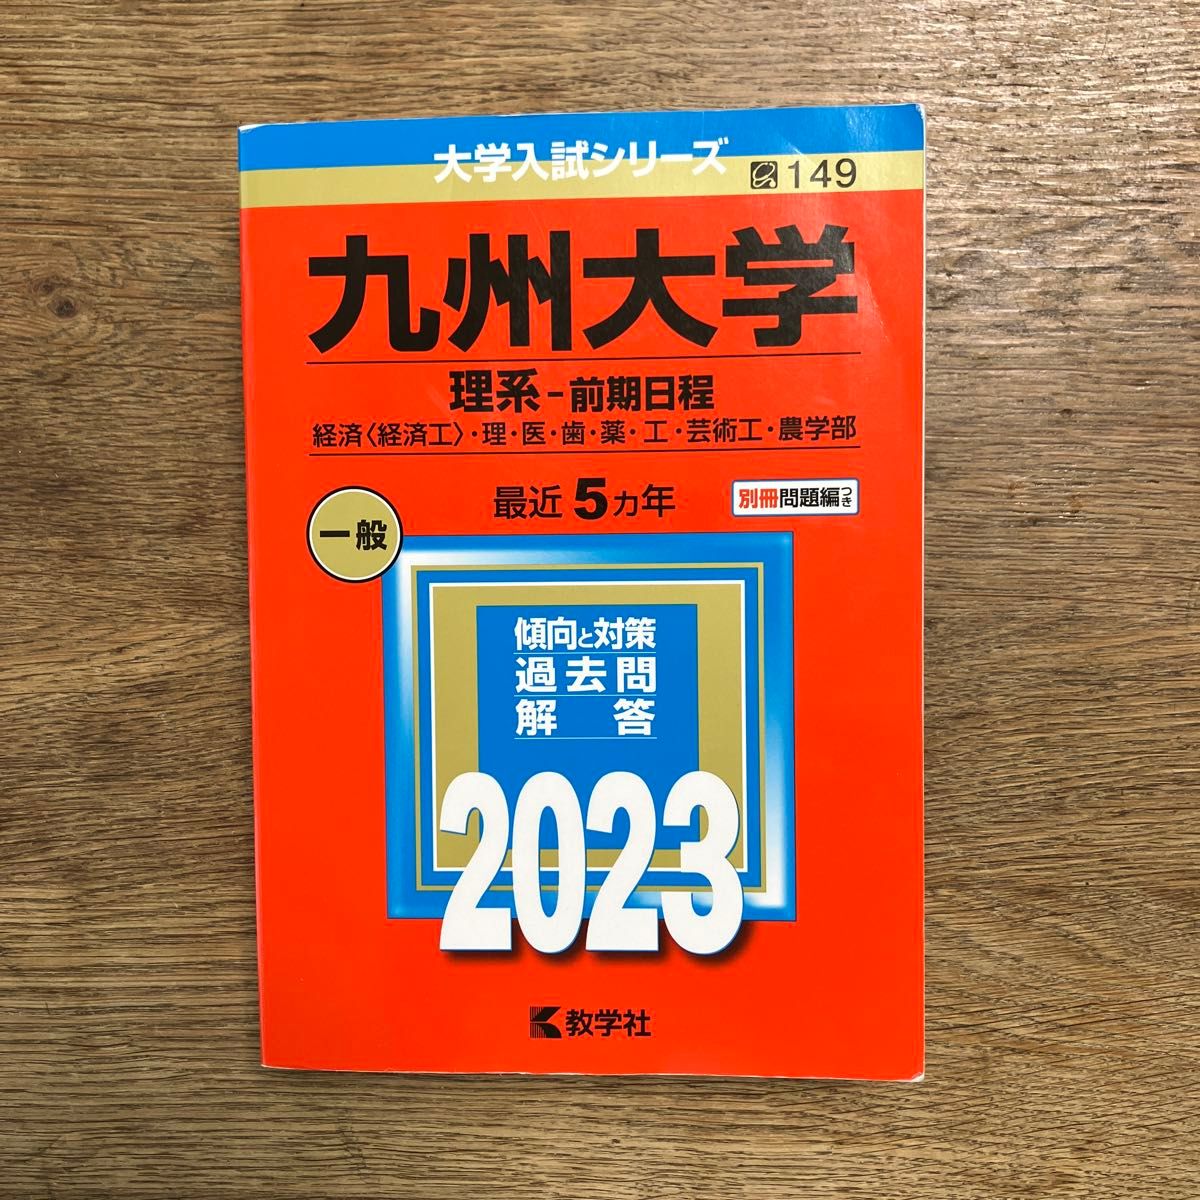 大学入試シリーズ
149
九州大学
理系-前期日程
経済〈経済工〉・理・医・歯・薬・工・芸術工・農学部
最近5ヵ年
別冊問題編つき
一般
傾向と対策
過去問
解答
2023
教学社